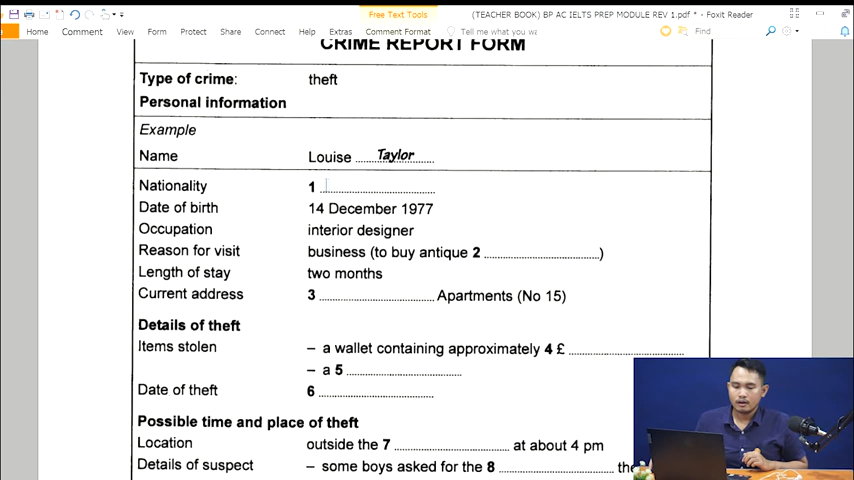 Free Text Tools
(TEACHER BOOK) BP AC IELTS PREP MODULE REV 1.pdf * - Foxit Reader
Home Comment View Form Protect Share Connect Help Extras Comment Format Tell me what you wa Find
CRIME REPORT FORM
Type of crime: theft
Personal information
Example
Name Louise Taylor
Nationality 1 ..............................
Date of birth 14 December 1977
Occupation interior designer
Reason for visit business (to buy antique 2 ..............................)
Length of stay two months
Current address 3 .............................. Apartments (No 15)
Details of theft
Items stolen – a wallet containing approximately 4 £ ..............................
– a 5 ..............................
Date of theft 6 ..............................
Possible time and place of theft
Location outside the 7 .............................. at about 4 pm
Details of suspect – some boys asked for the 8 .............................. the